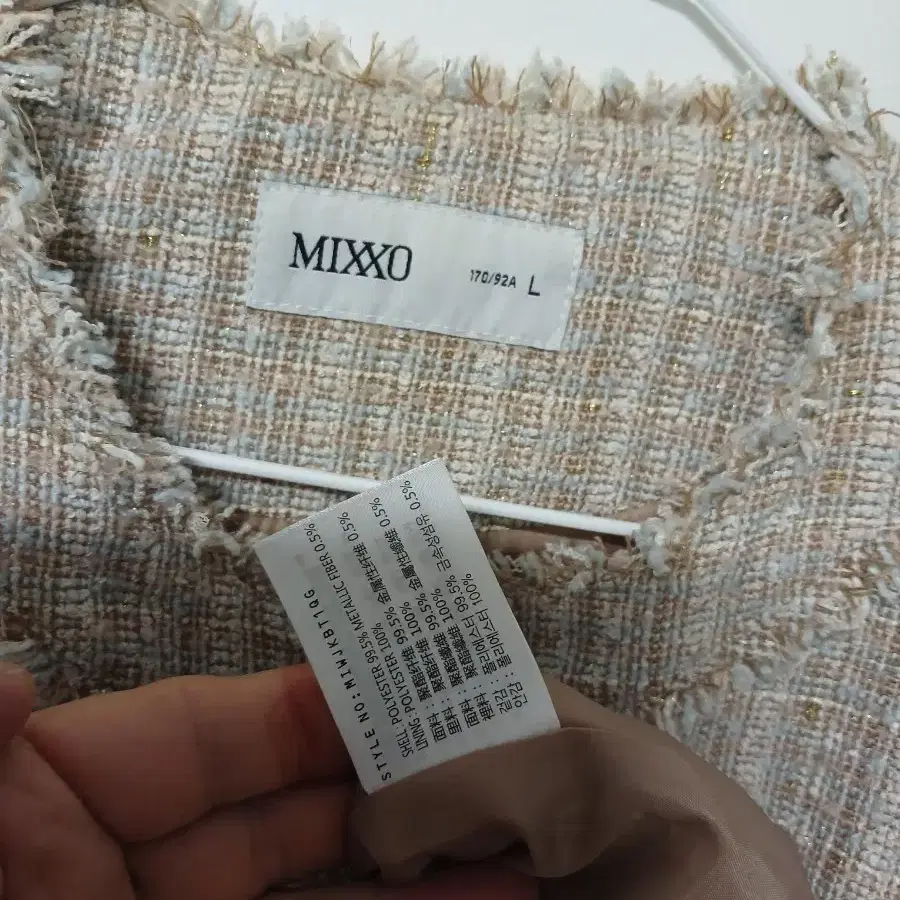 MIXXO
170/92A L
STYLE NO:MIWJKBT1QG
SHELL: POLYESTER 99.5% METALLIC FIBER 0.5%
LINING: POLYESTER 100%
面料 : 聚酯纤维 99.5% 金属性纤维 0.5%
里料 : 聚酯纤维 100%
面料 : 聚酯纖維 99.5% 金屬性纖維 0.5%
裡料 : 聚酯纖維 100%
겉감 : 폴리에스터 99.5% 금속성섬유 0.5%
안감 : 폴리에스터 100%